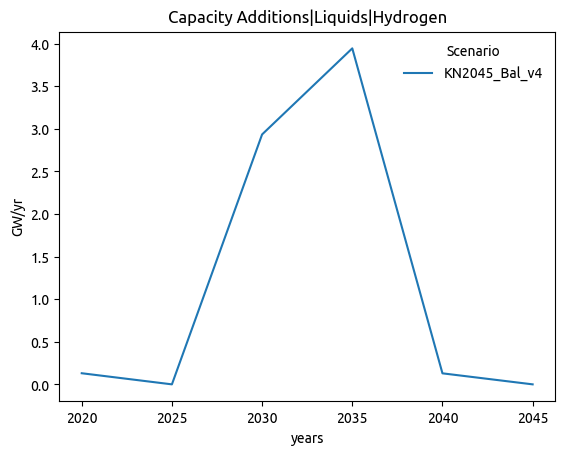 Capacity Additions|Liquids|Hydrogen
Scenario
KN2045_Bal_v4
GW/yr
4.0
3.5
3.0
2.5
2.0
1.5
1.0
0.5
0.0
2020 2025 2030 2035 2040 2045
years